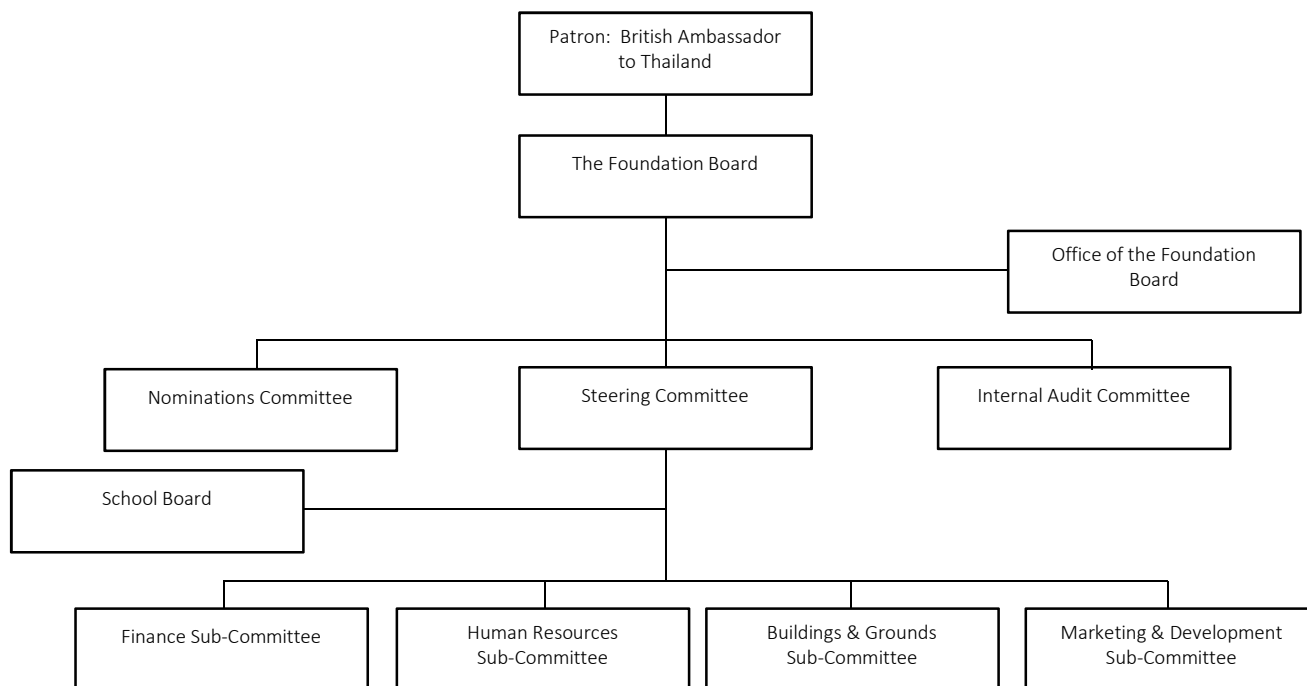 Patron: British Ambassador
to Thailand
The Foundation Board
Office of the Foundation
Board
Nominations Committee
Steering Committee
Internal Audit Committee
School Board
Finance Sub-Committee
Human Resources
Sub-Committee
Buildings & Grounds
Sub-Committee
Marketing & Development
Sub-Committee